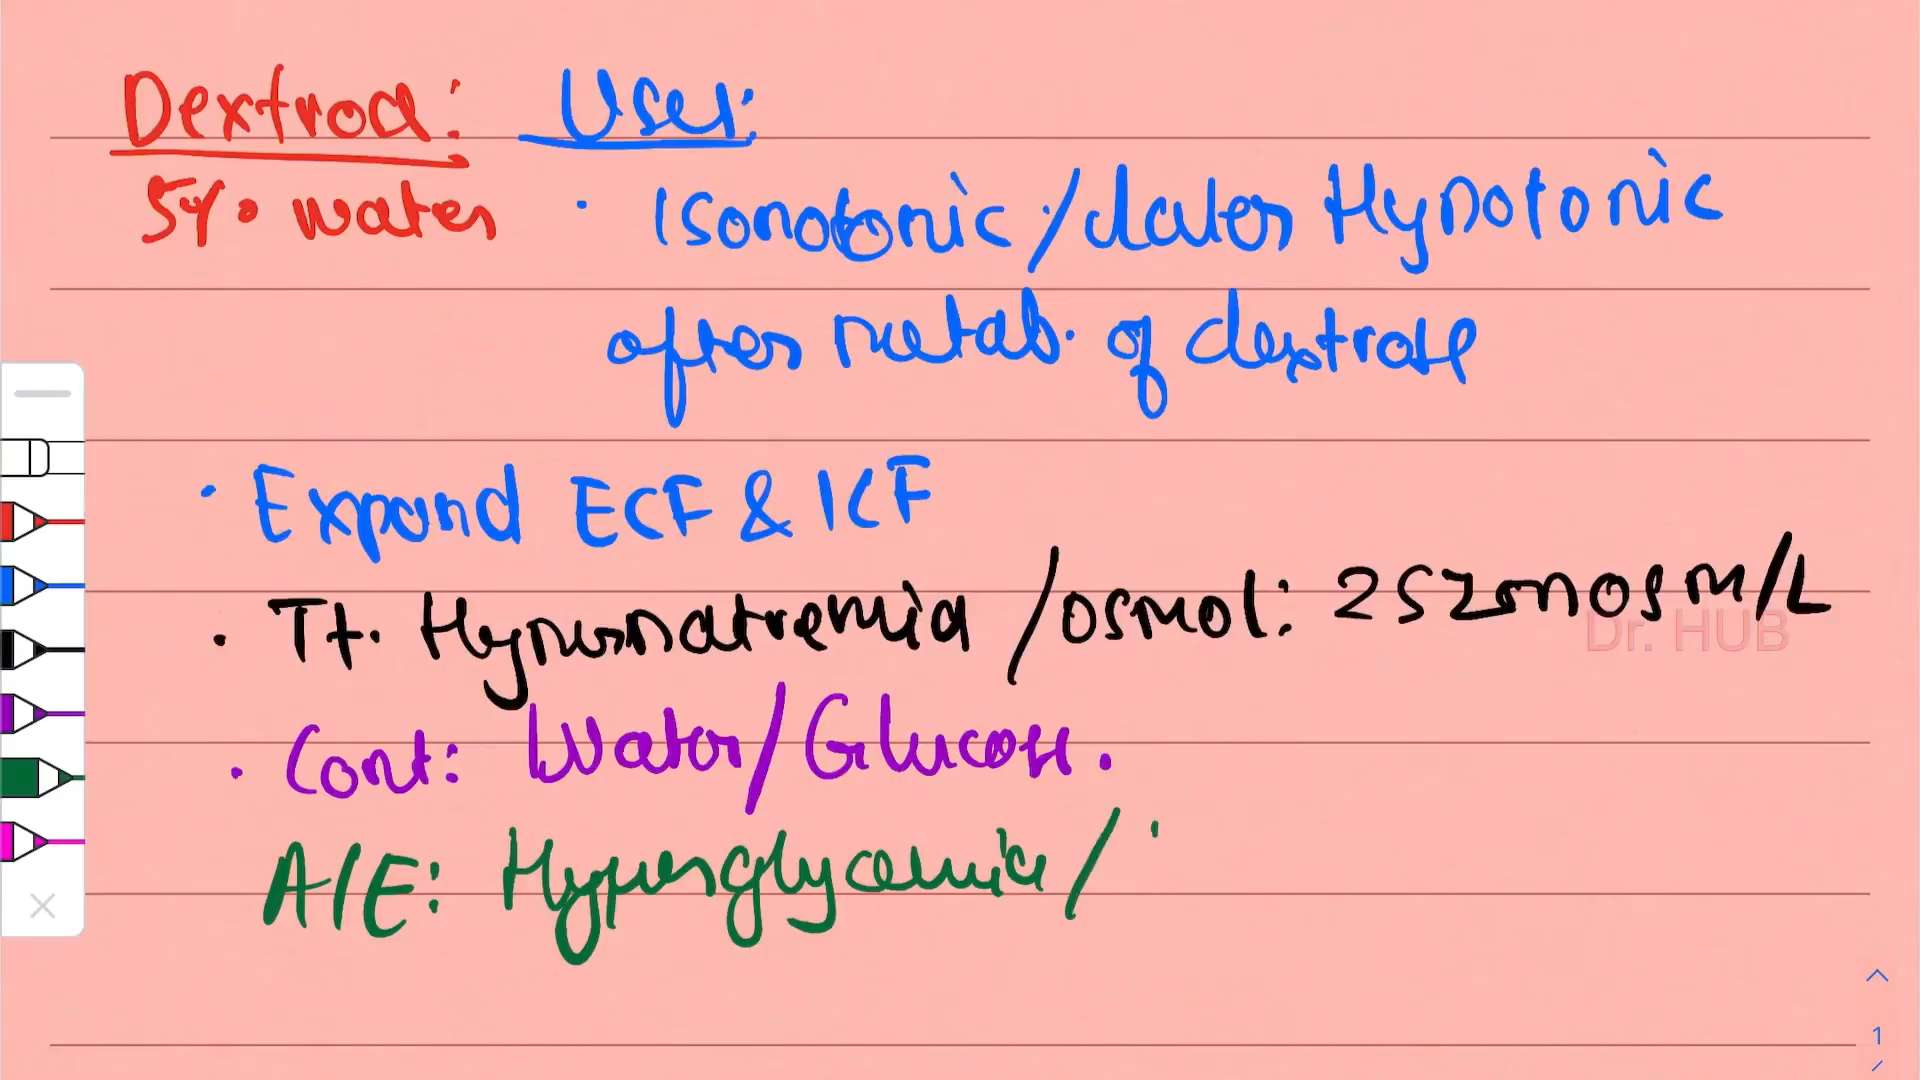 Dextrose: Uses:
5% water · Isonotonic/later Hypotonic
after metab. of dextrose
· Expand ECF & ICF
· Tt. Hypernatremia /osmol: 252mmosm/L
Dr. HUB
· Cont: Water/Glucose.
A/E: Hyperglycemia/
1